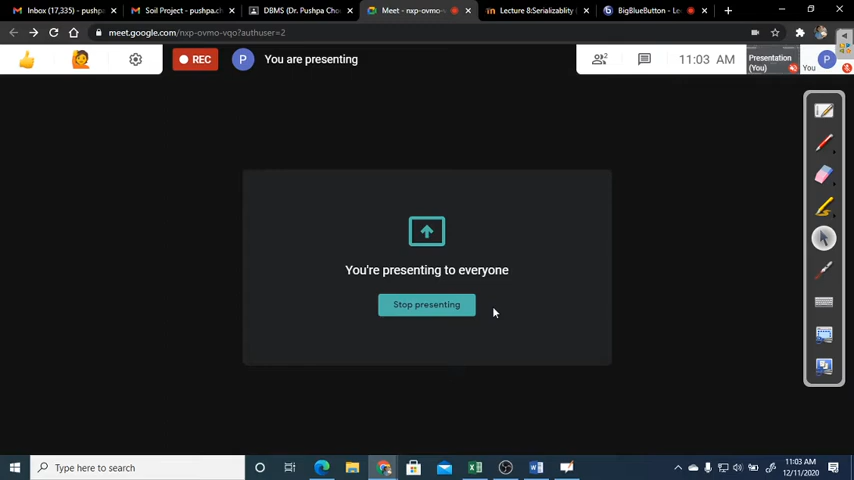 Inbox (17,335) - pushpa
Soil Project - pushpa.ch
DBMS (Dr. Pushpa Cho
Meet - nxp-ovmo-v
Lecture 8:Serializablity
BigBlueButton - Le
meet.google.com/nxp-ovmo-vqo?authuser=2
REC
P
You are presenting
2
11:03 AM
Presentation
(You)
You
P
You're presenting to everyone
Stop presenting
Type here to search
11:03 AM
12/11/2020